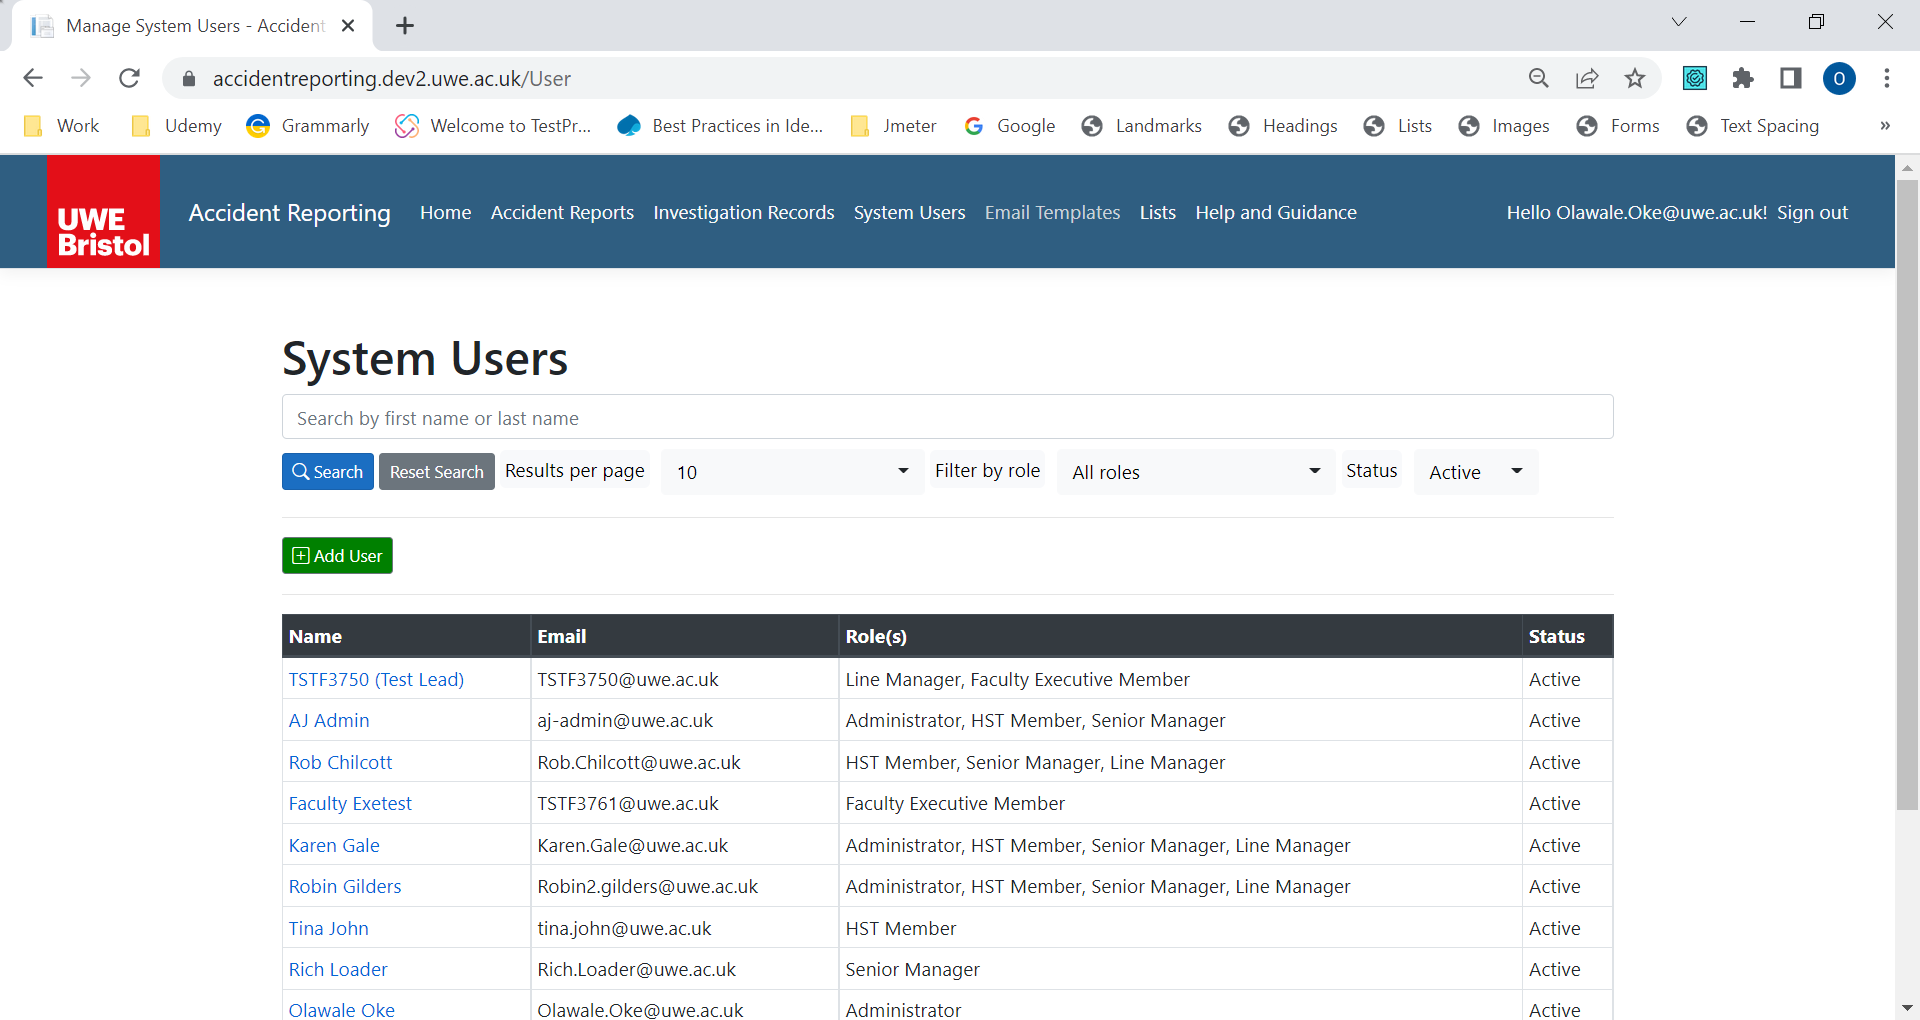 Manage System Users - Accident
accidentreporting.dev2.uwe.ac.uk/User
O
Work Udemy Grammarly Welcome to TestPr... Best Practices in Ide... Jmeter Google Landmarks Headings Lists Images Forms Text Spacing »
UWE
Bristol
Accident Reporting Home Accident Reports Investigation Records System Users Email Templates Lists Help and Guidance Hello Olawale.Oke@uwe.ac.uk! Sign out
System Users
Search by first name or last name
Search Reset Search Results per page 10 Filter by role All roles Status Active
Add User
Name Email Role(s) Status
TSTF3750 (Test Lead) TSTF3750@uwe.ac.uk Line Manager, Faculty Executive Member Active
AJ Admin aj-admin@uwe.ac.uk Administrator, HST Member, Senior Manager Active
Rob Chilcott Rob.Chilcott@uwe.ac.uk HST Member, Senior Manager, Line Manager Active
Faculty Exetest TSTF3761@uwe.ac.uk Faculty Executive Member Active
Karen Gale Karen.Gale@uwe.ac.uk Administrator, HST Member, Senior Manager, Line Manager Active
Robin Gilders Robin2.gilders@uwe.ac.uk Administrator, HST Member, Senior Manager, Line Manager Active
Tina John tina.john@uwe.ac.uk HST Member Active
Rich Loader Rich.Loader@uwe.ac.uk Senior Manager Active
Olawale Oke Olawale.Oke@uwe.ac.uk Administrator Active